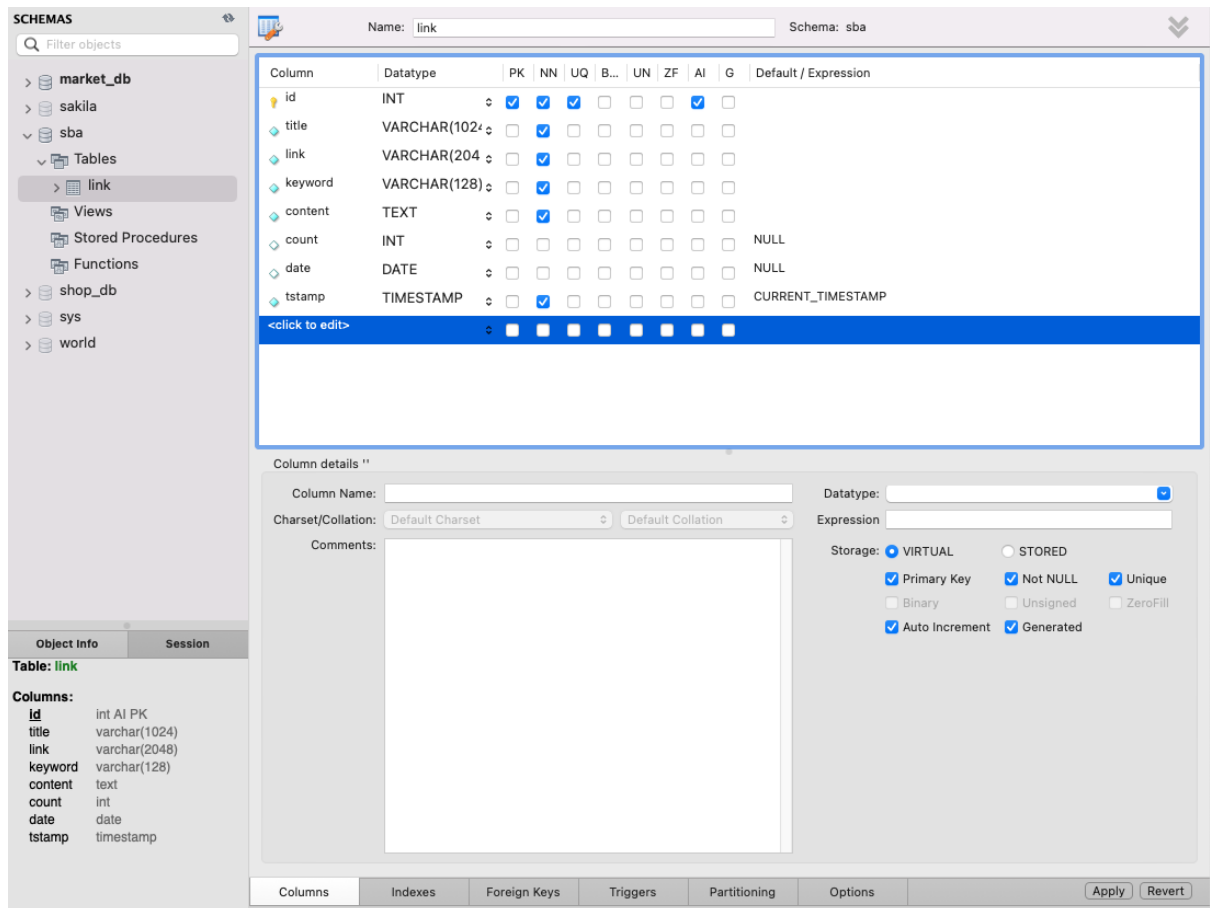 SCHEMAS
Filter objects
market_db
sakila
sba
Tables
link
Views
Stored Procedures
Functions
shop_db
sys
world
Object Info Session
Table: link
Columns:
id int AI PK
title varchar(1024)
link varchar(2048)
keyword varchar(128)
content text
count int
date date
tstamp timestamp
Name: link Schema: sba
Column Datatype PK NN UQ B... UN ZF AI G Default / Expression
id INT
title VARCHAR(1024
link VARCHAR(204
keyword VARCHAR(128)
content TEXT
count INT NULL
date DATE NULL
tstamp TIMESTAMP CURRENT_TIMESTAMP
<click to edit>
Column details ''
Column Name: Datatype:
Charset/Collation: Default Charset Default Collation Expression
Comments: Storage: VIRTUAL STORED
Primary Key Not NULL Unique
Binary Unsigned ZeroFill
Auto Increment Generated
Columns Indexes Foreign Keys Triggers Partitioning Options Apply Revert